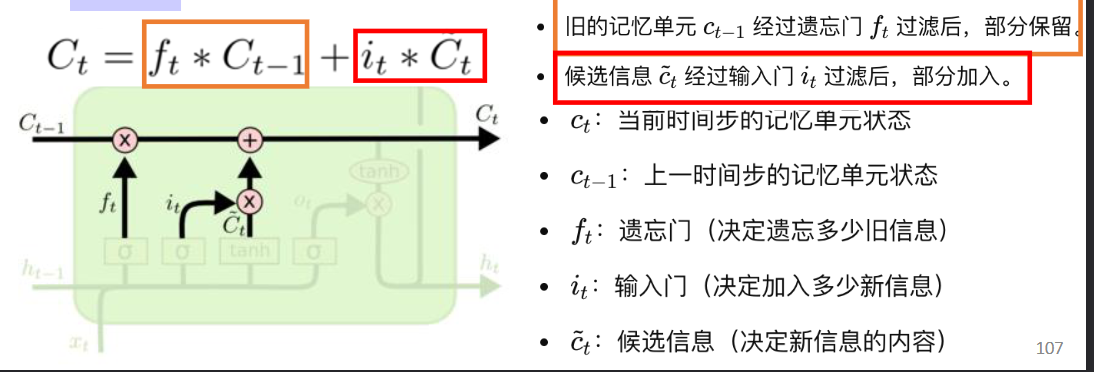 C_t = f_t * C_{t-1} + i_t * C̃_t
C_{t-1}
C_t
f_t
i_t
C̃_t
o_t
tanh
σ
σ
tanh
σ
h_{t-1}
h_t
x_t
• 旧的记忆单元 c_{t-1} 经过遗忘门 f_t 过滤后，部分保留。
• 候选信息 c̃_t 经过输入门 i_t 过滤后，部分加入。
• c_t：当前时间步的记忆单元状态
• c_{t-1}：上一时间步的记忆单元状态
• f_t：遗忘门（决定遗忘多少旧信息）
• i_t：输入门（决定加入多少新信息）
• c̃_t：候选信息（决定新信息的内容）
107